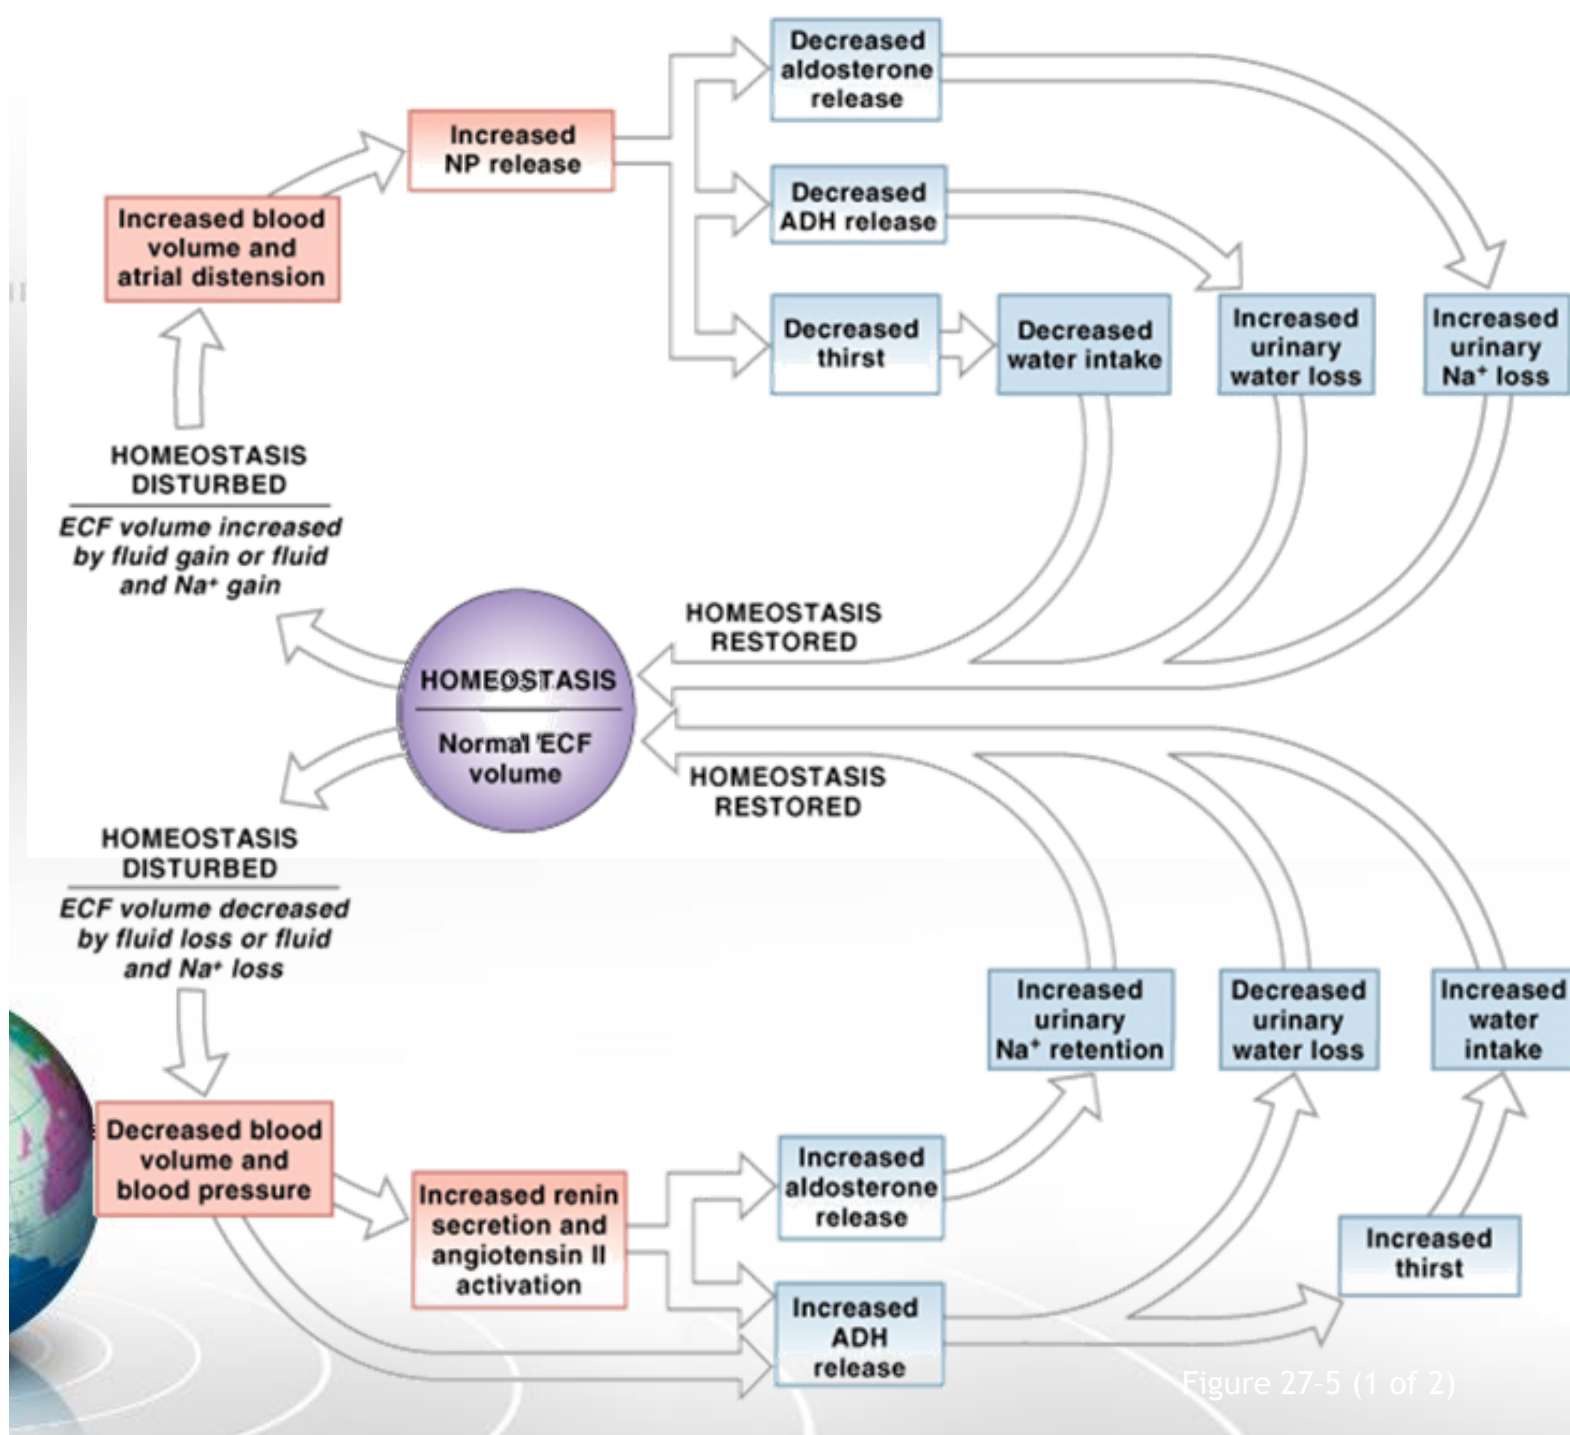 Decreased
aldosterone
release
Increased
NP release
Increased blood
volume and
atrial distension
Decreased
ADH release
Decreased
thirst
Decreased
water intake
Increased
urinary
water loss
Increased
urinary
Na⁺ loss
HOMEOSTASIS
DISTURBED
ECF volume increased
by fluid gain or fluid
and Na⁺ gain
HOMEOSTASIS
RESTORED
HOMEOSTASIS
Normal ECF
volume
HOMEOSTASIS
RESTORED
HOMEOSTASIS
DISTURBED
ECF volume decreased
by fluid loss or fluid
and Na⁺ loss
Increased
urinary
Na⁺ retention
Decreased
urinary
water loss
Increased
water
intake
Decreased blood
volume and
blood pressure
Increased renin
secretion and
angiotensin II
activation
Increased
aldosterone
release
Increased
thirst
Increased
ADH
release
Figure 27-5 (1 of 2)